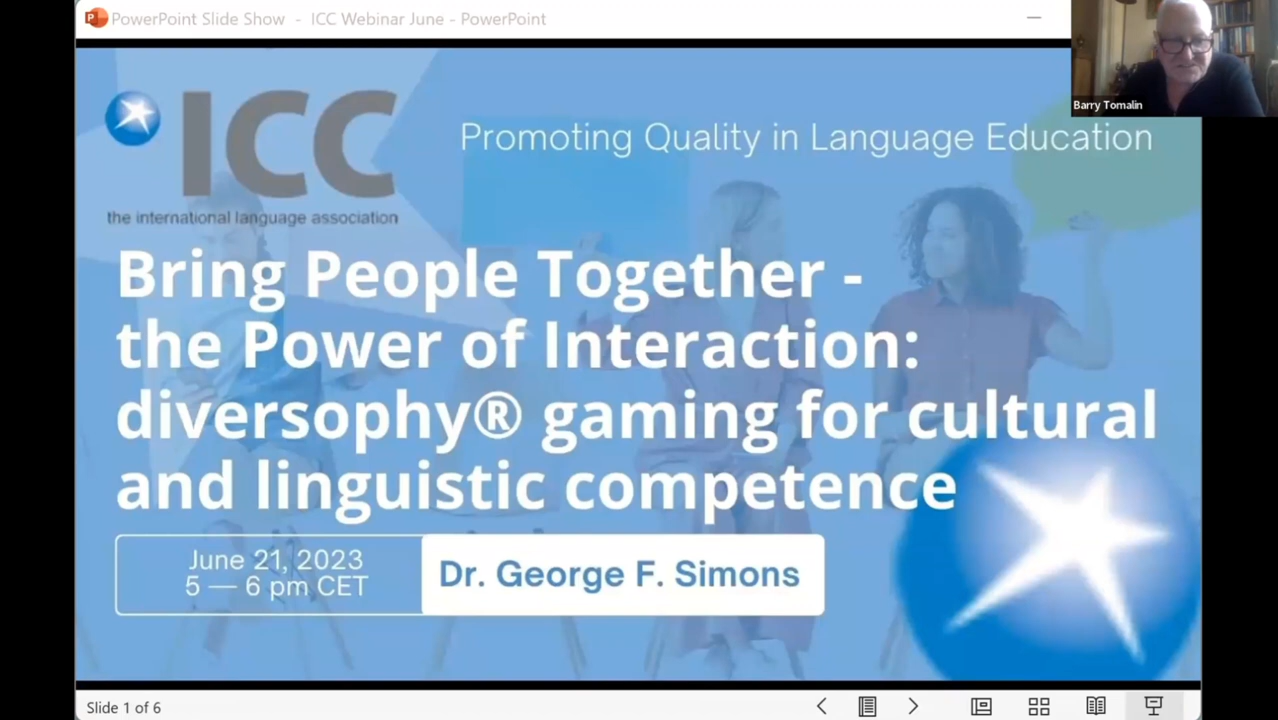 PowerPoint Slide Show - ICC Webinar June - PowerPoint
Barry Tomalin
ICC
Promoting Quality in Language Education
the international language association
Bring People Together -
the Power of Interaction:
diversophy® gaming for cultural
and linguistic competence
June 21, 2023
5 — 6 pm CET
Dr. George F. Simons
Slide 1 of 6